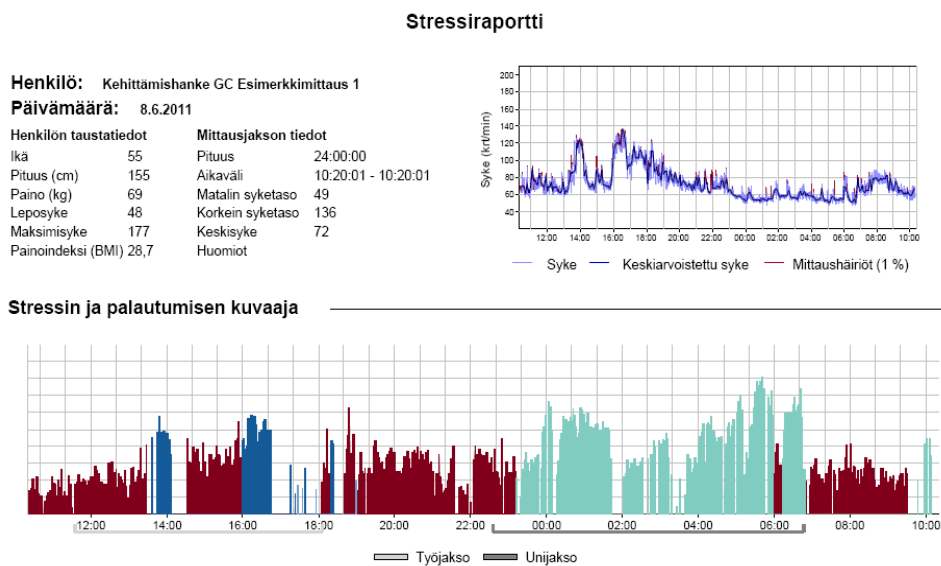 Stressiraportti
Henkilö: Kehittämishanke GC Esimerkkimittaus 1
Päivämäärä: 8.6.2011
Henkilön taustatiedot Mittausjakson tiedot
Ikä 55 Pituus 24:00:00
Pituus (cm) 155 Aikaväli 10:20:01 - 10:20:01
Paino (kg) 69 Matalin syketaso 49
Leposyke 48 Korkein syketaso 136
Maksimisyke 177 Keskisyke 72
Painoindeksi (BMI) 28,7 Huomiot
Syke (krt/min)
200
180
160
140
120
100
80
60
40
12:00 14:00 16:00 18:00 20:00 22:00 00:00 02:00 04:00 06:00 08:00 10:00
Syke Keskiarvoistettu syke Mittaushäiriöt (1 %)
Stressin ja palautumisen kuvaaja
12:00 14:00 16:00 18:00 20:00 22:00 00:00 02:00 04:00 06:00 08:00 10:00
Työjakso Unijakso